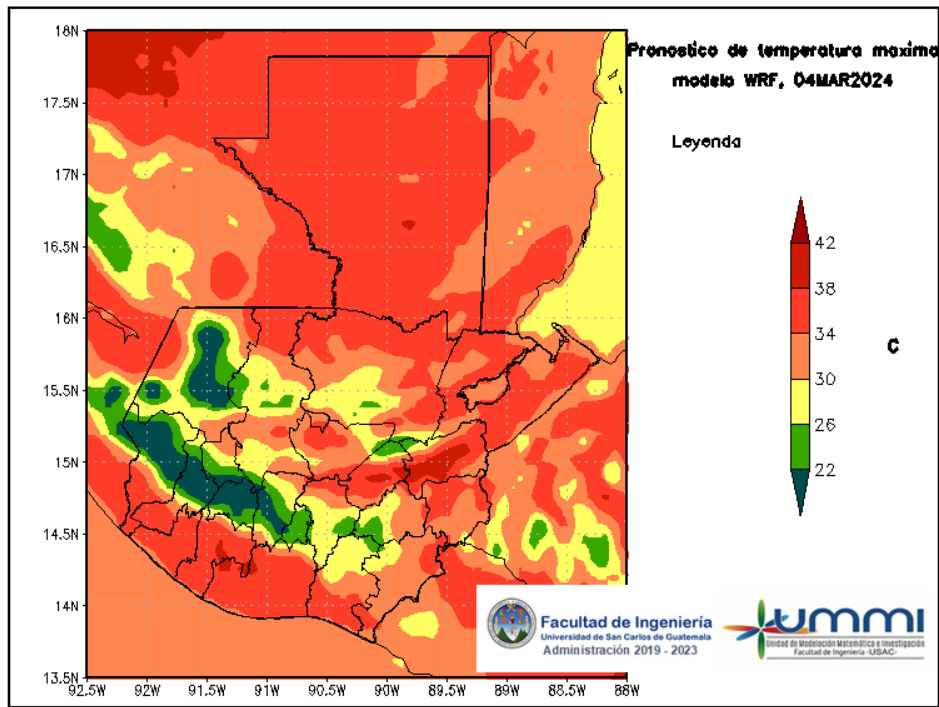 Pronostico de temperatura maxima
modelo WRF, 04MAR2024
Leyenda
42
38
34
30
26
22
C
18N
17.5N
17N
16.5N
16N
15.5N
15N
14.5N
14N
13.5N
92.5W
92W
91.5W
91W
90.5W
90W
89.5W
89W
88.5W
88W
Facultad de Ingeniería
Universidad de San Carlos de Guatemala
Administración 2019 - 2023
UMMI
Unidad de Modelación Matemática e Investigación
Facultad de Ingeniería -USAC-